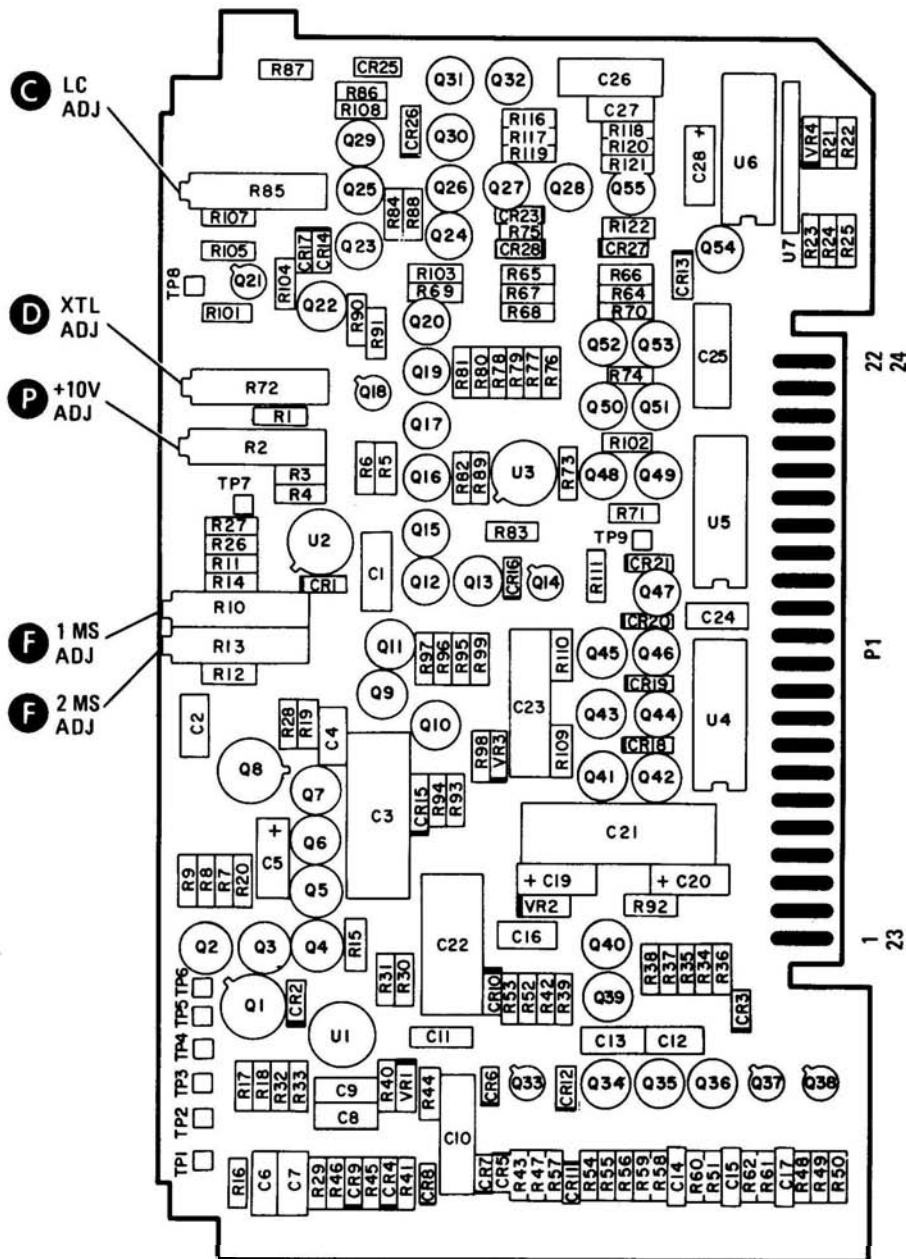 C LC ADJ
D XTL ADJ
P +10V ADJ
F 1 MS ADJ
F 2 MS ADJ
R87 CR25 Q31 Q32 C26
R86 C27
R108 CR26 R116 R118 C28 + U6 VR4 R21 R22
Q29 Q30 R117 R120
R119 R121
R85 Q25 R84 R88 Q26 Q27 Q28 Q55
R107 CR23 R122 U7 R23 R24 R25
R105 CR17 CR14 Q23 Q24 R75 CR27 Q54
CR28
TP8 Q21 R104 R103 R65 R66 CR13
R69 R67 R64
R101 Q22 R90 R91 Q20 R68 R70 C25
Q52 Q53
R72 Q18 Q19 R81 R80 R78 R79 R77 R76 R74 22 24
R1 Q50 Q51
R2 Q17 R102
R3 R6 R5 Q16 R82 R89 U3 R73 Q48 Q49
R4
TP7 R71 U5
R27 U2 Q15 R83 TP9
R26
R11 C1 CR21
R14 CR1 Q12 Q13 CR16 Q14 R111 Q47
R10 CR20 C24
R13 Q11 R97 R96 R95 R99 R110 Q45 Q46 P1
R12 Q9 CR19
C2 R28 R19 C4 Q10 R98 VR3 C23 R109 Q43 Q44 U4
CR18
Q8 Q7 C3 CR15 R94 R93 Q41 Q42
+ C5 Q6 C21
R9 R8 R7 R20 Q5 + C19 + C20
VR2 R92
Q2 Q3 Q4 R15 C22 C16 Q40 1 23
R31 R30 R38 R37 R35 R34 R36
TP6 Q1 CR2 CR10 R53 R52 R42 R39 Q39 CR3
TP5
TP4 U1 C11 C13 C12
TP3 R17 R18 R32 R33 C9 R40 VR1 R44 CR6 Q33 CR12 Q34 Q35 Q36 Q37 Q38
TP2 C8 C10
TP1 R16 C6 C7 R29 R46 CR9 R45 CR4 R41 CR8 CR7 CR5 R43 R47 R57 CR11 R54 R55 R56 R59 R58 C14 R60 R51 C15 R62 R61 C17 R48 R49 R50